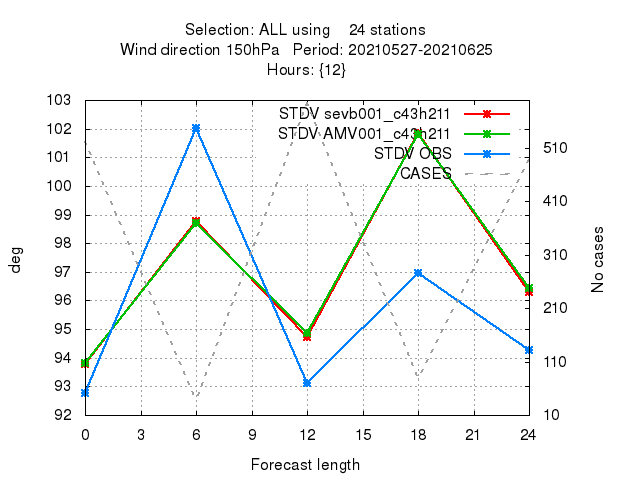 Selection: ALL using 24 stations
Wind direction 150hPa Period: 20210527-20210625
Hours: {12}
STDV sevb001_c43h211
STDV AMV001_c43h211
STDV OBS
CASES
103
102
101
100
99
98
97
96
95
94
93
92
deg
510
410
310
210
110
10
No cases
0 3 6 9 12 15 18 21 24
Forecast length